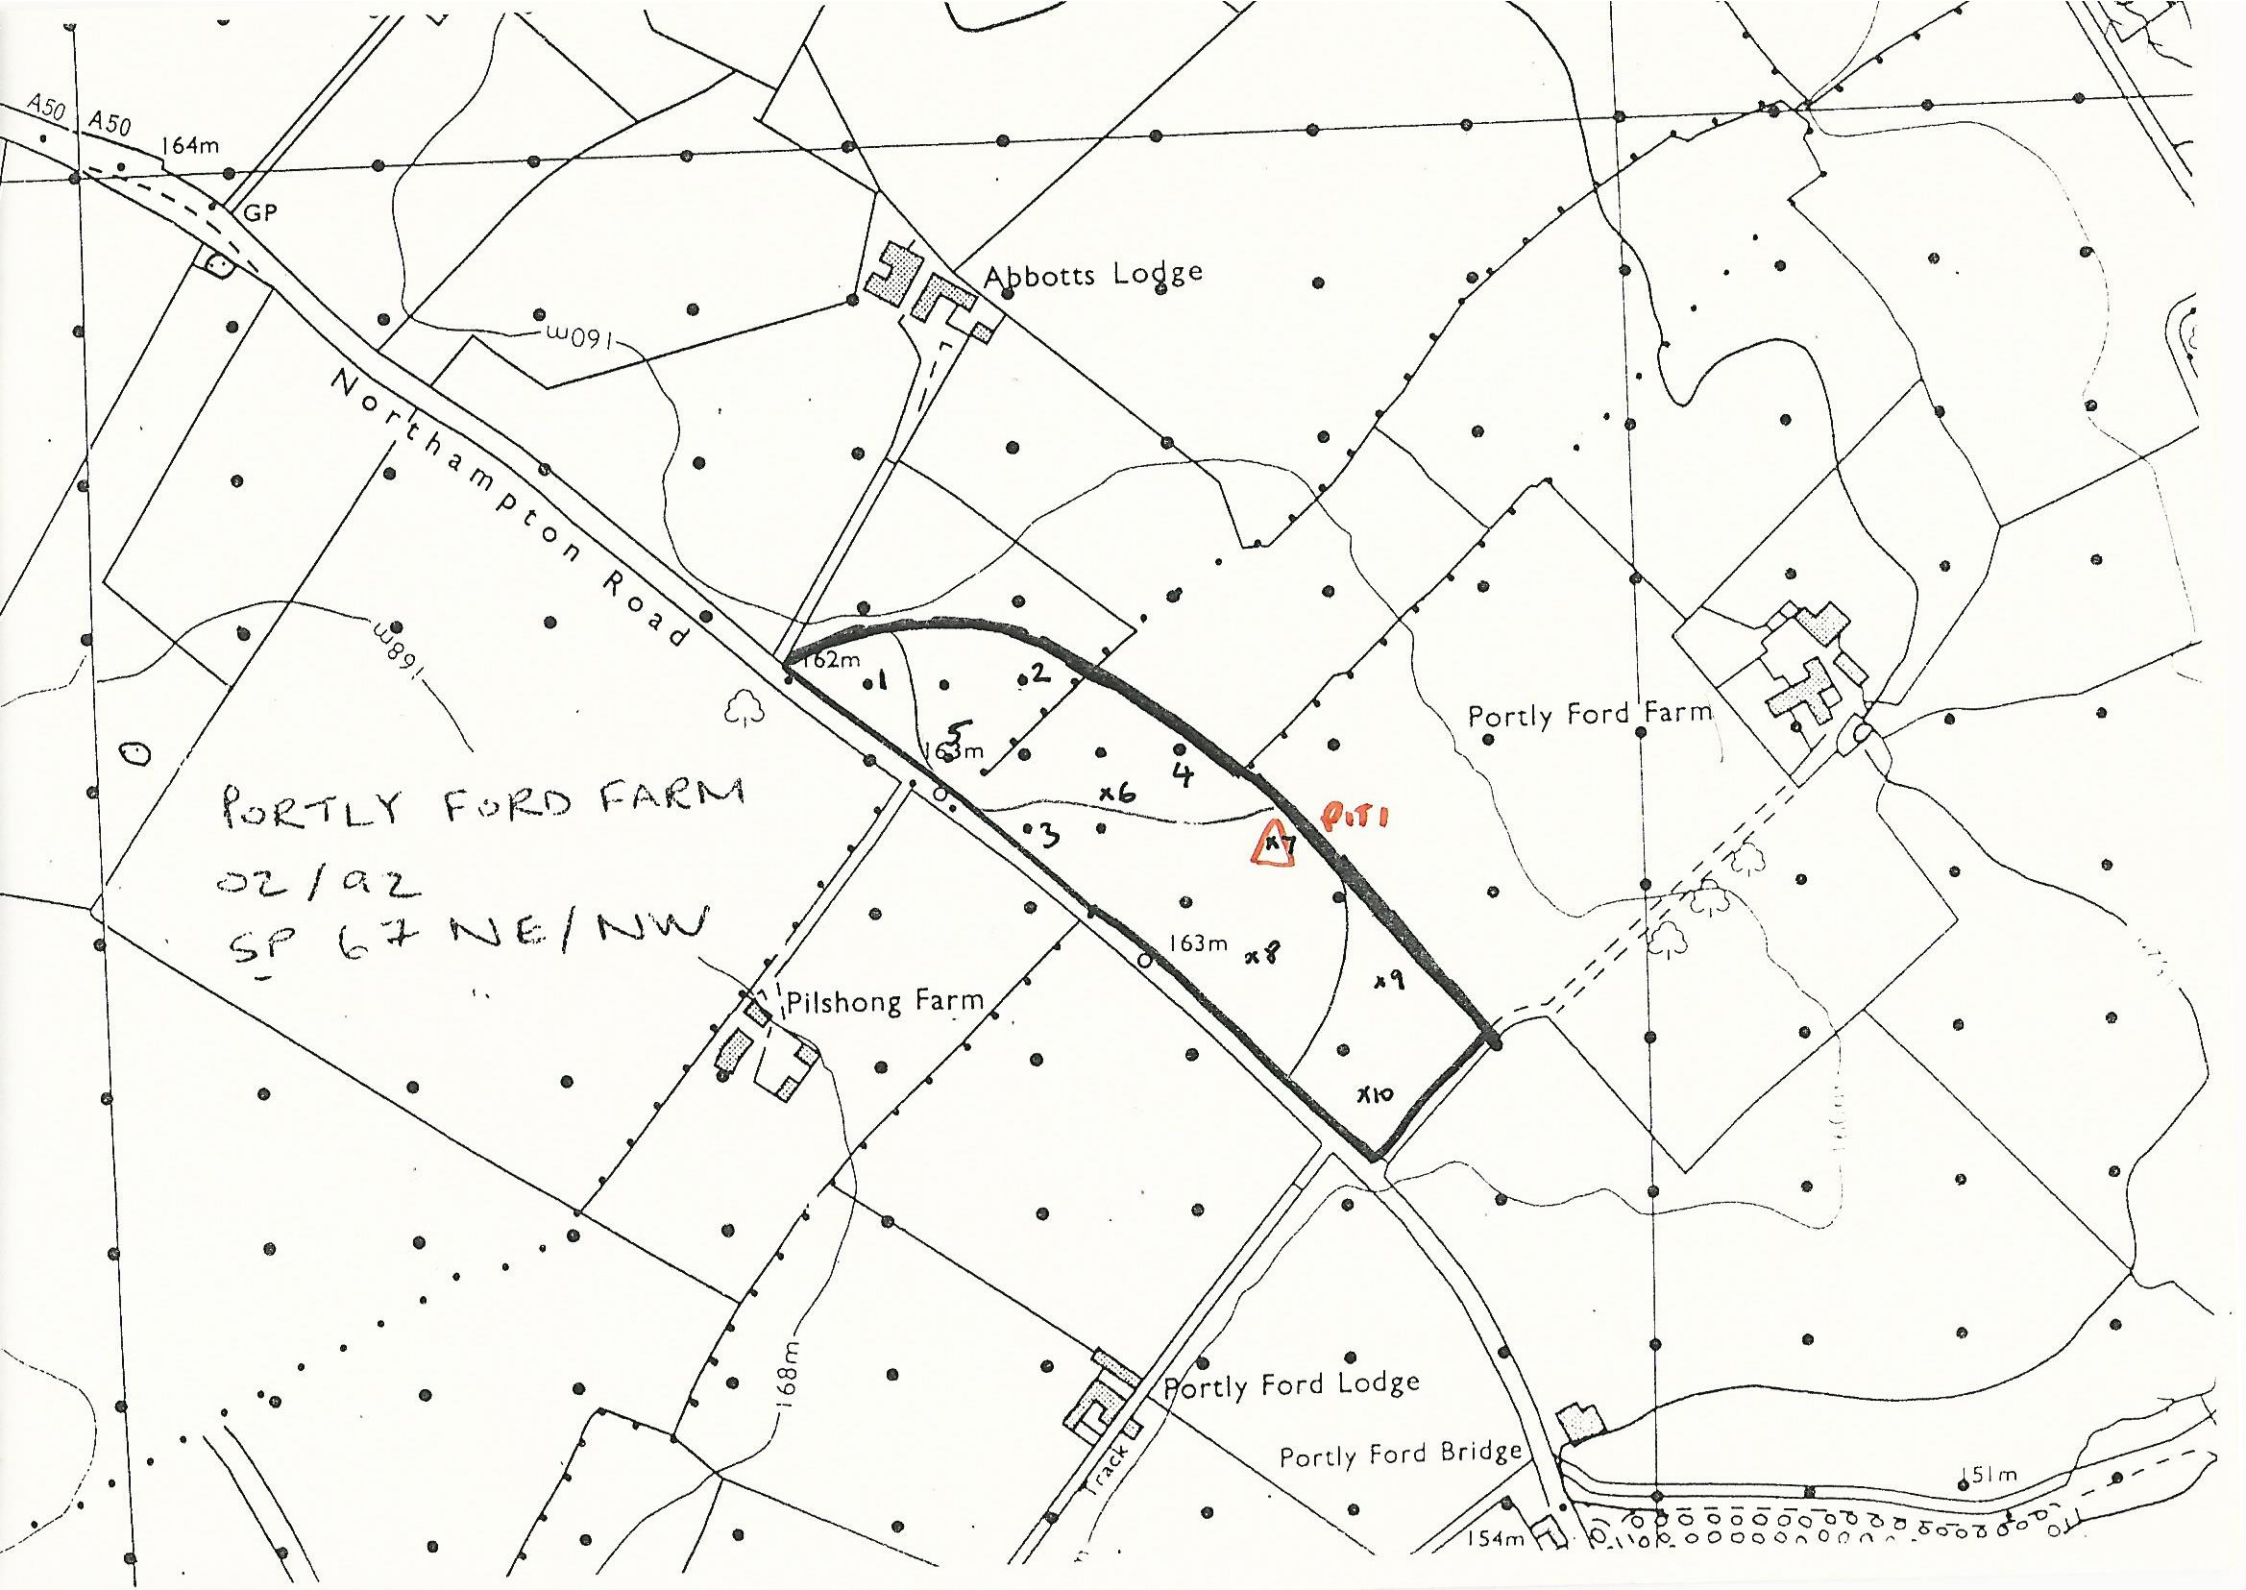 A50 A50
164m
GP
Abbotts Lodge
160m
Northampton Road
168m
162m
1
2
5
163m
4
Portly Ford Farm
x6
3
PIT1
x7
PORTLY FORD FARM
02/92
SP 67 NE/NW
163m
x8
x9
Pilshong Farm
x10
168m
Portly Ford Lodge
Track
Portly Ford Bridge
151m
154m